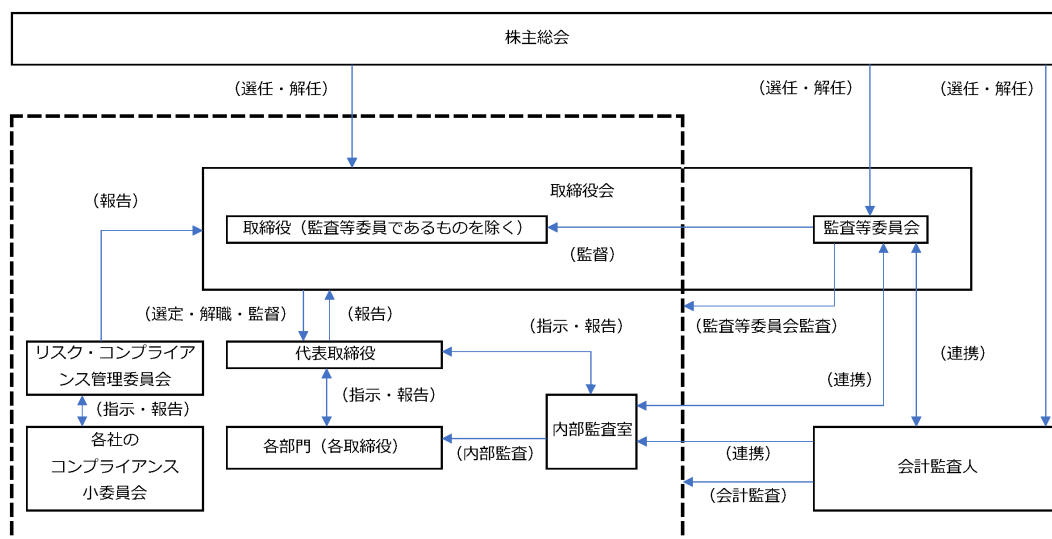 株主総会
（選任・解任）
（選任・解任）
（選任・解任）
取締役会
（報告）
取締役（監査等委員であるものを除く）
監査等委員会
（監督）
（選定・解職・監督）
（報告）
（指示・報告）
（監査等委員会監査）
リスク・コンプライア
ンス管理委員会
代表取締役
（連携）
（連携）
（指示・報告）
（指示・報告）
各社の
コンプライアンス
小委員会
各部門（各取締役）
（内部監査）
内部監査室
（連携）
（会計監査）
会計監査人